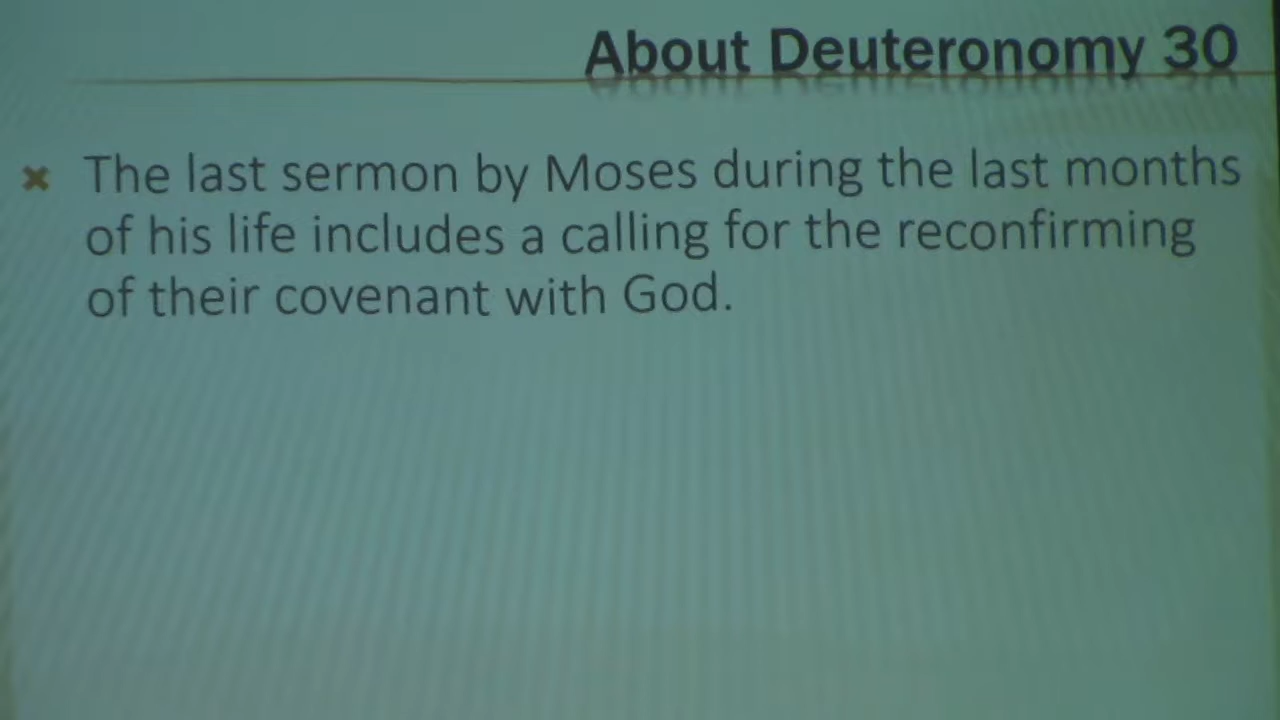 About Deuteronomy 30
The last sermon by Moses during the last months
of his life includes a calling for the reconfirming
of their covenant with God.